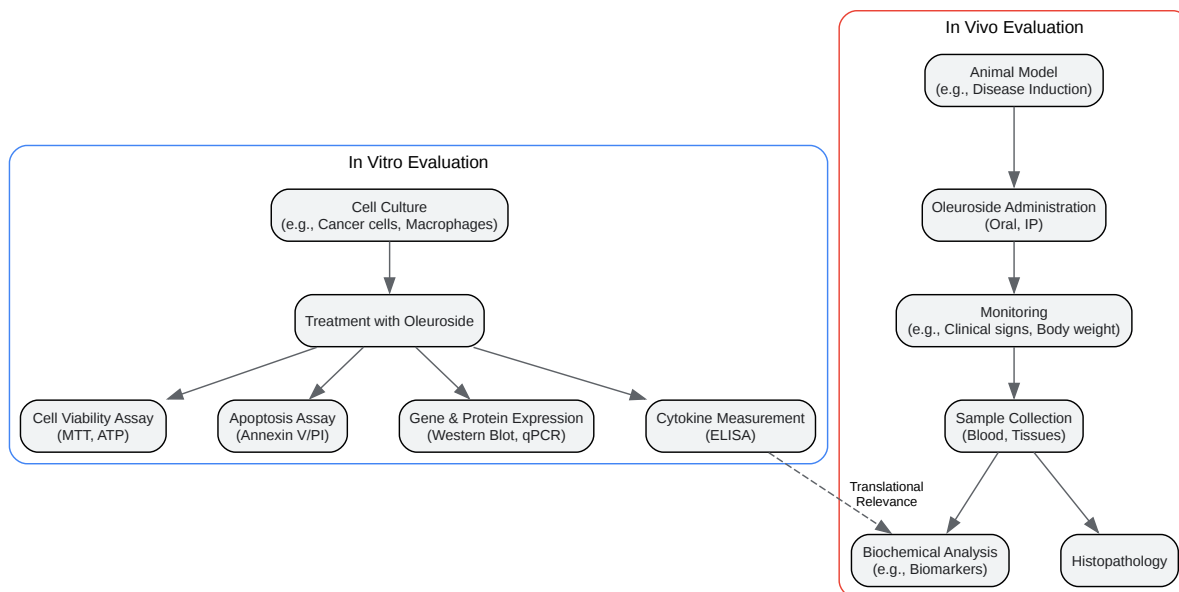 In Vitro Evaluation
Cell Culture
(e.g., Cancer cells, Macrophages)
Treatment with Oleuroside
Cell Viability Assay
(MTT, ATP)
Apoptosis Assay
(Annexin V/PI)
Gene & Protein Expression
(Western Blot, qPCR)
Cytokine Measurement
(ELISA)
Translational
Relevance
In Vivo Evaluation
Animal Model
(e.g., Disease Induction)
Oleuroside Administration
(Oral, IP)
Monitoring
(e.g., Clinical signs, Body weight)
Sample Collection
(Blood, Tissues)
Biochemical Analysis
(e.g., Biomarkers)
Histopathology